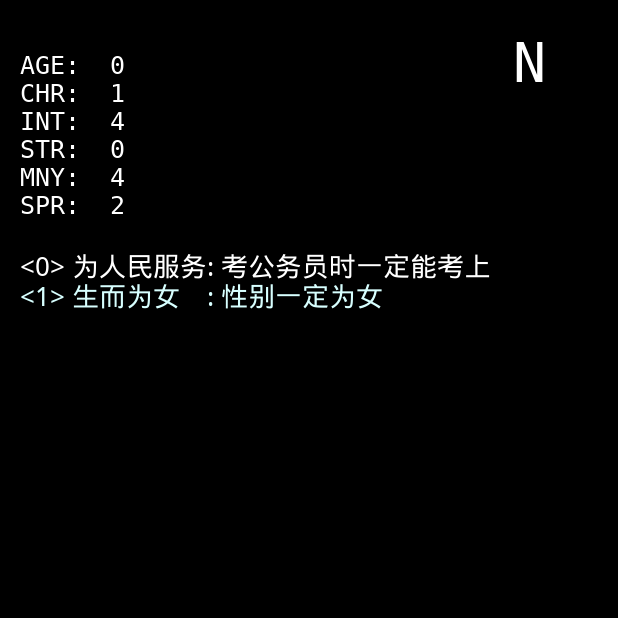 N
AGE: 0
CHR: 1
INT: 4
STR: 0
MNY: 4
SPR: 2
<0> 为人民服务: 考公务员时一定能考上
<1> 生而为女 : 性别一定为女